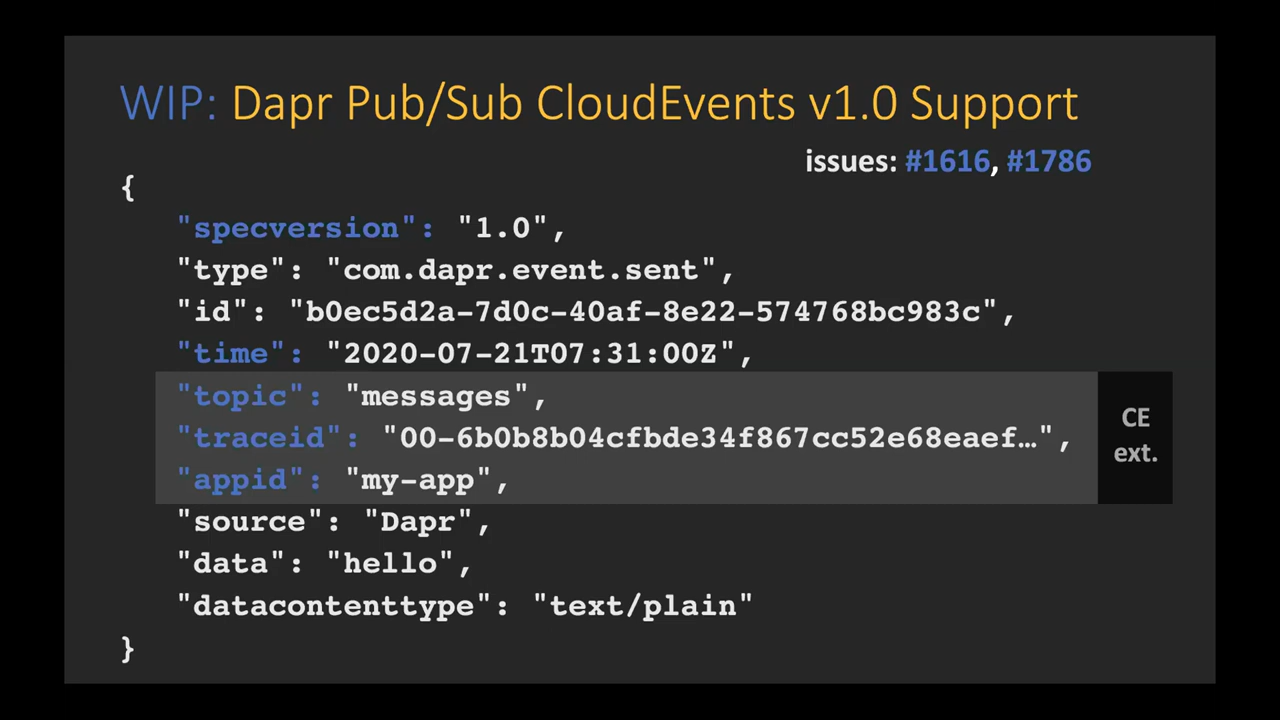 WIP: Dapr Pub/Sub CloudEvents v1.0 Support
issues: #1616, #1786
{
"specversion": "1.0",
"type": "com.dapr.event.sent",
"id": "b0ec5d2a-7d0c-40af-8e22-574768bc983c",
"time": "2020-07-21T07:31:00Z",
"topic": "messages",
"traceid": "00-6b0b8b04cfbde34f867cc52e68eaef…",
"appid": "my-app",
CE
ext.
"source": "Dapr",
"data": "hello",
"datacontenttype": "text/plain"
}